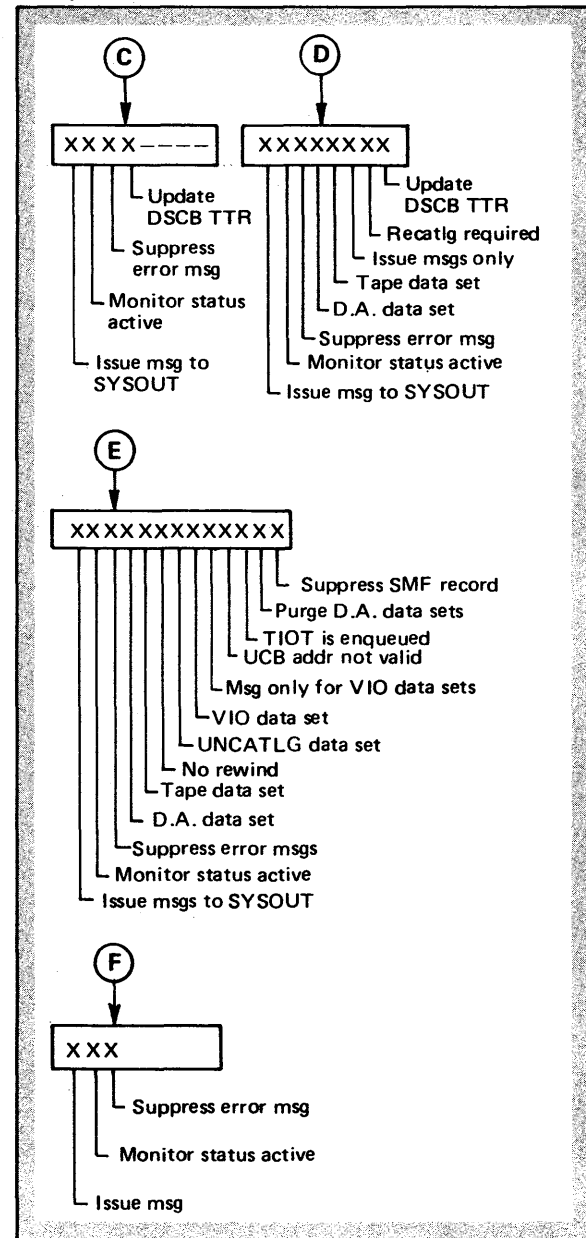 C
XXXX----
Update
DSCB TTR
Suppress
error msg
Monitor status
active
Issue msg to
SYSOUT
D
XXXXXXXX
Update
DSCB TTR
Recatlg required
Issue msgs only
Tape data set
D.A. data set
Suppress error msg
Monitor status active
Issue msg to SYSOUT
E
XXXXXXXXXXXXX
Suppress SMF record
Purge D.A. data sets
TIOT is enqueued
UCB addr not valid
Msg only for VIO data sets
VIO data set
UNCATLG data set
No rewind
Tape data set
D.A. data set
Suppress error msgs
Monitor status active
Issue msgs to SYSOUT
F
XXX
Suppress error msg
Monitor status active
Issue msg